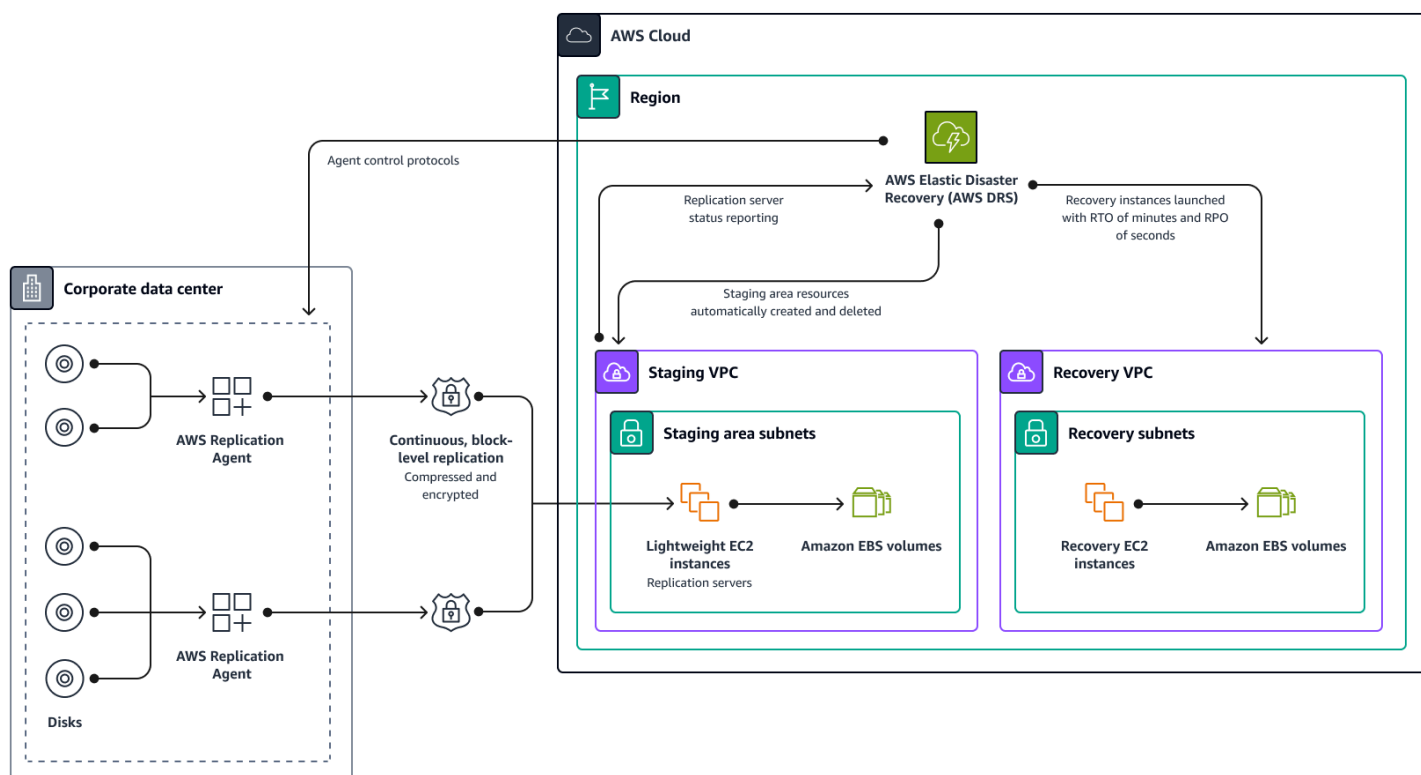 AWS Cloud
Region
Agent control protocols
AWS Elastic Disaster
Recovery (AWS DRS)
Replication server
status reporting
Recovery instances launched
with RTO of minutes and RPO
of seconds
Staging area resources
automatically created and deleted
Corporate data center
AWS Replication
Agent
Continuous, block-
level replication
Compressed and
encrypted
AWS Replication
Agent
Disks
Staging VPC
Staging area subnets
Lightweight EC2
instances
Replication servers
Amazon EBS volumes
Recovery VPC
Recovery subnets
Recovery EC2
instances
Amazon EBS volumes